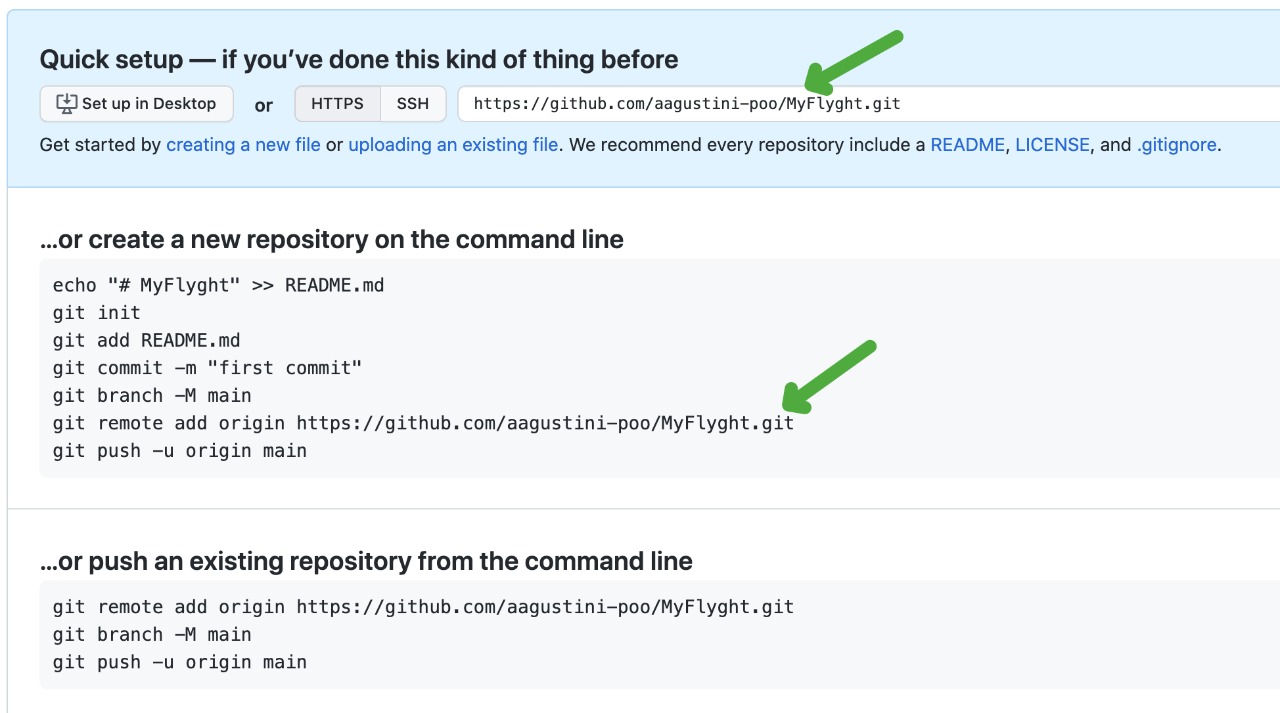 Quick setup — if you’ve done this kind of thing before
Set up in Desktop or HTTPS SSH https://github.com/aagustini-poo/MyFlyght.git
Get started by creating a new file or uploading an existing file. We recommend every repository include a README, LICENSE, and .gitignore.
…or create a new repository on the command line
echo "# MyFlyght" >> README.md
git init
git add README.md
git commit -m "first commit"
git branch -M main
git remote add origin https://github.com/aagustini-poo/MyFlyght.git
git push -u origin main
…or push an existing repository from the command line
git remote add origin https://github.com/aagustini-poo/MyFlyght.git
git branch -M main
git push -u origin main